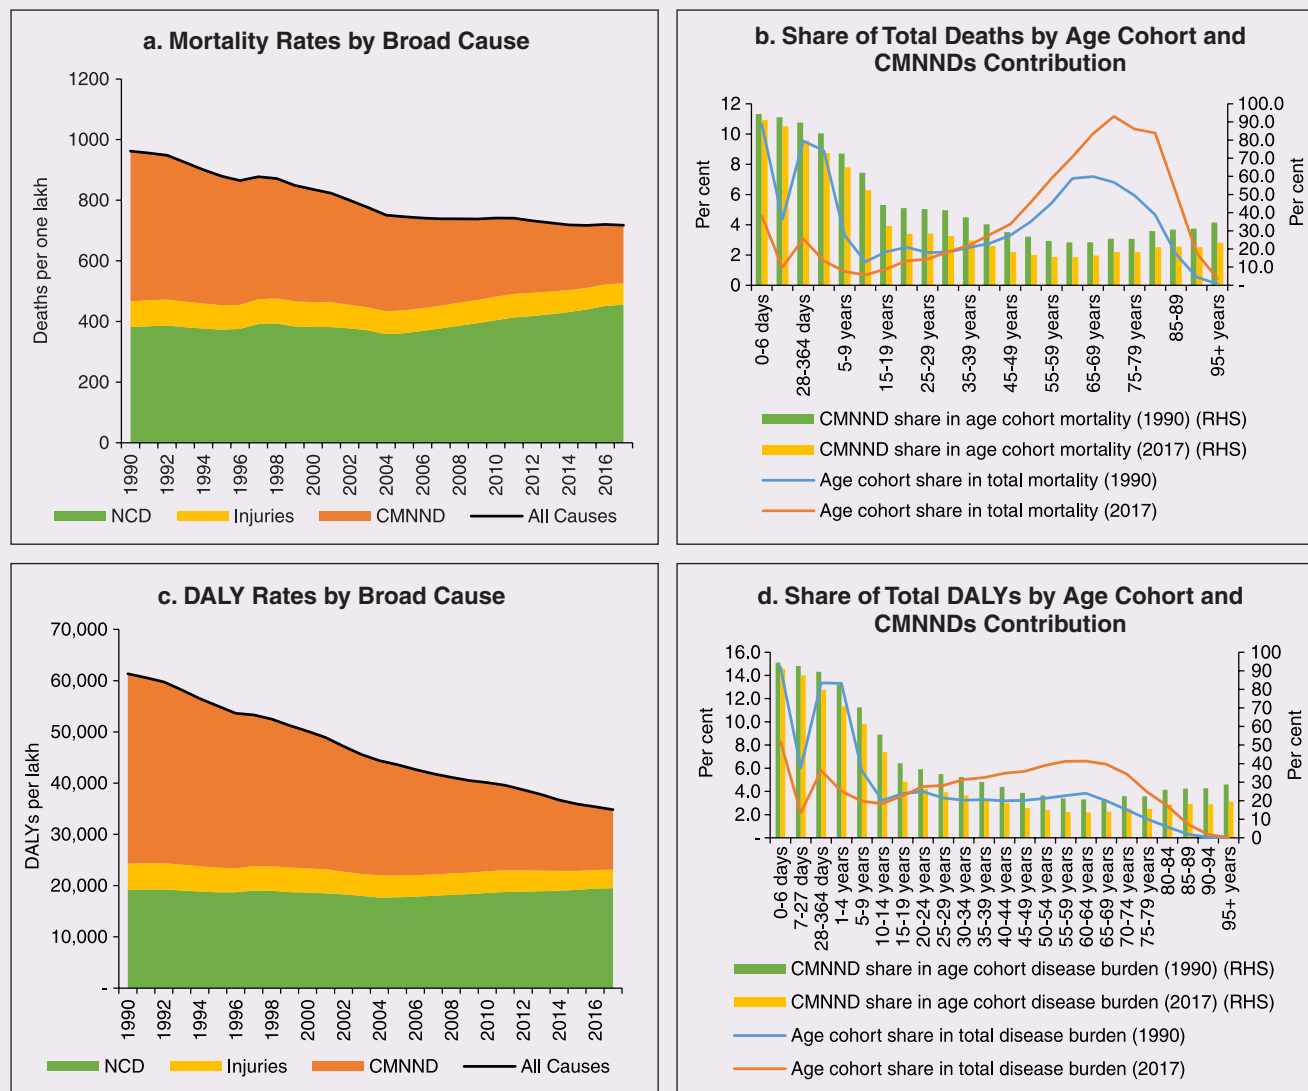 a. Mortality Rates by Broad Cause
Deaths per one lakh
1200
1000
800
600
400
200
0
1990
1992
1994
1996
1998
2000
2002
2004
2006
2008
2010
2012
2014
2016
NCD Injuries CMNND All Causes
b. Share of Total Deaths by Age Cohort and
CMNNDs Contribution
Per cent
12
10
8
6
4
2
0
100.0
90.0
80.0
70.0
60.0
50.0
40.0
30.0
20.0
10.0
-
Per cent
0-6 days
28-364 days
5-9 years
15-19 years
25-29 years
35-39 years
45-49 years
55-59 years
65-69 years
75-79 years
85-89
95+ years
CMNND share in age cohort mortality (1990) (RHS)
CMNND share in age cohort mortality (2017) (RHS)
Age cohort share in total mortality (1990)
Age cohort share in total mortality (2017)
c. DALY Rates by Broad Cause
DALYs per lakh
70,000
60,000
50,000
40,000
30,000
20,000
10,000
-
1990
1992
1994
1996
1998
2000
2002
2004
2006
2008
2010
2012
2014
2016
NCD Injuries CMNND All Causes
d. Share of Total DALYs by Age Cohort and
CMNNDs Contribution
Per cent
16.0
14.0
12.0
10.0
8.0
6.0
4.0
2.0
-
100
90
80
70
60
50
40
30
20
10
0
Per cent
0-6 days
7-27 days
28-364 days
1-4 years
5-9 years
10-14 years
15-19 years
20-24 years
25-29 years
30-34 years
35-39 years
40-44 years
45-49 years
50-54 years
55-59 years
60-64 years
65-69 years
70-74 years
75-79 years
80-84
85-89
90-94
95+ years
CMNND share in age cohort disease burden (1990) (RHS)
CMNND share in age cohort disease burden (2017) (RHS)
Age cohort share in total disease burden (1990)
Age cohort share in total disease burden (2017)